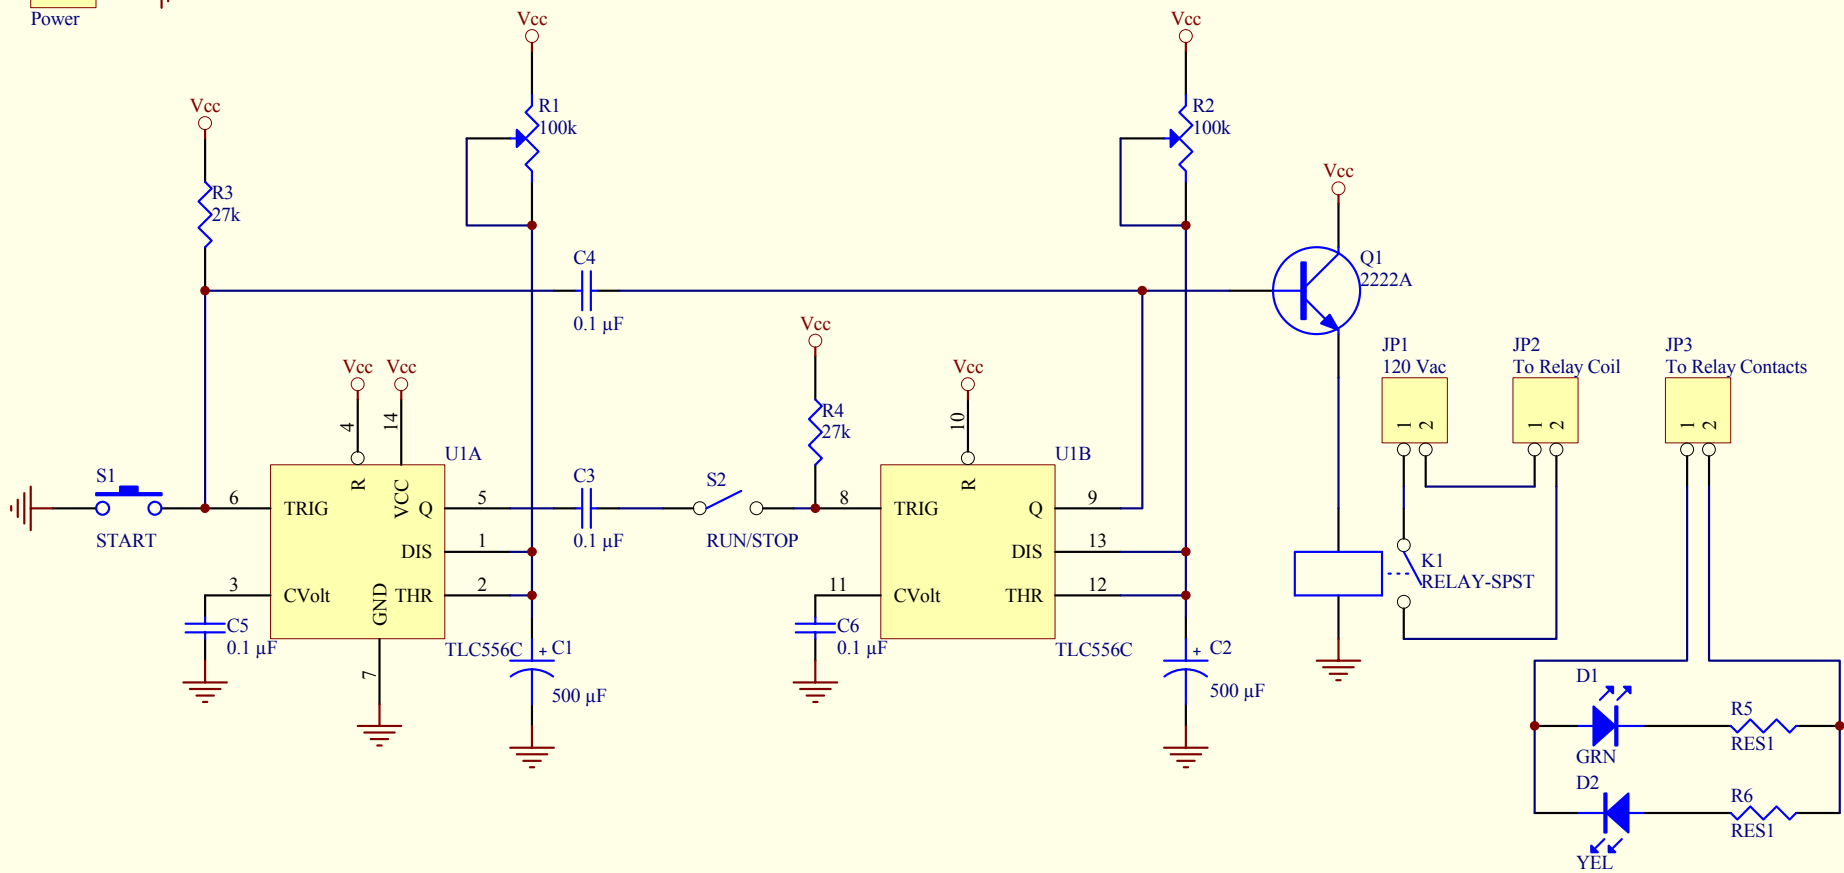 Power
Vcc
Vcc
Vcc
R1
100k
R2
100k
Vcc
R3
27k
C4
0.1 µF
Q1
2222A
Vcc
Vcc
Vcc
Vcc
Vcc
R4
27k
JP1
120 Vac
1
2
JP2
To Relay Coil
1
2
JP3
To Relay Contacts
1
2
S1
START
U1A
4
14
R
VCC
6
TRIG
Q
5
DIS
1
3
CVolt
GND
THR
2
7
TLC556C
C5
0.1 µF
+
C1
500 µF
C3
0.1 µF
S2
RUN/STOP
U1B
10
R
8
TRIG
Q
9
DIS
13
11
CVolt
THR
12
TLC556C
C6
0.1 µF
+
C2
500 µF
K1
RELAY-SPST
D1
GRN
R5
RES1
D2
YEL
R6
RES1